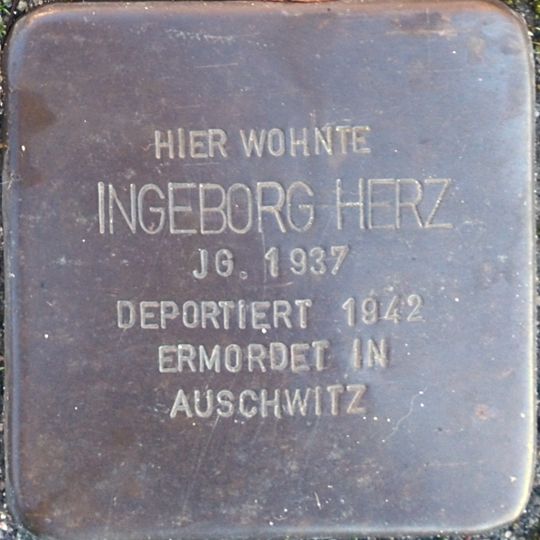 HIER WOHNTE
INGEBORG HERZ
JG. 1937
DEPORTIERT 1942
ERMORDET IN
AUSCHWITZ